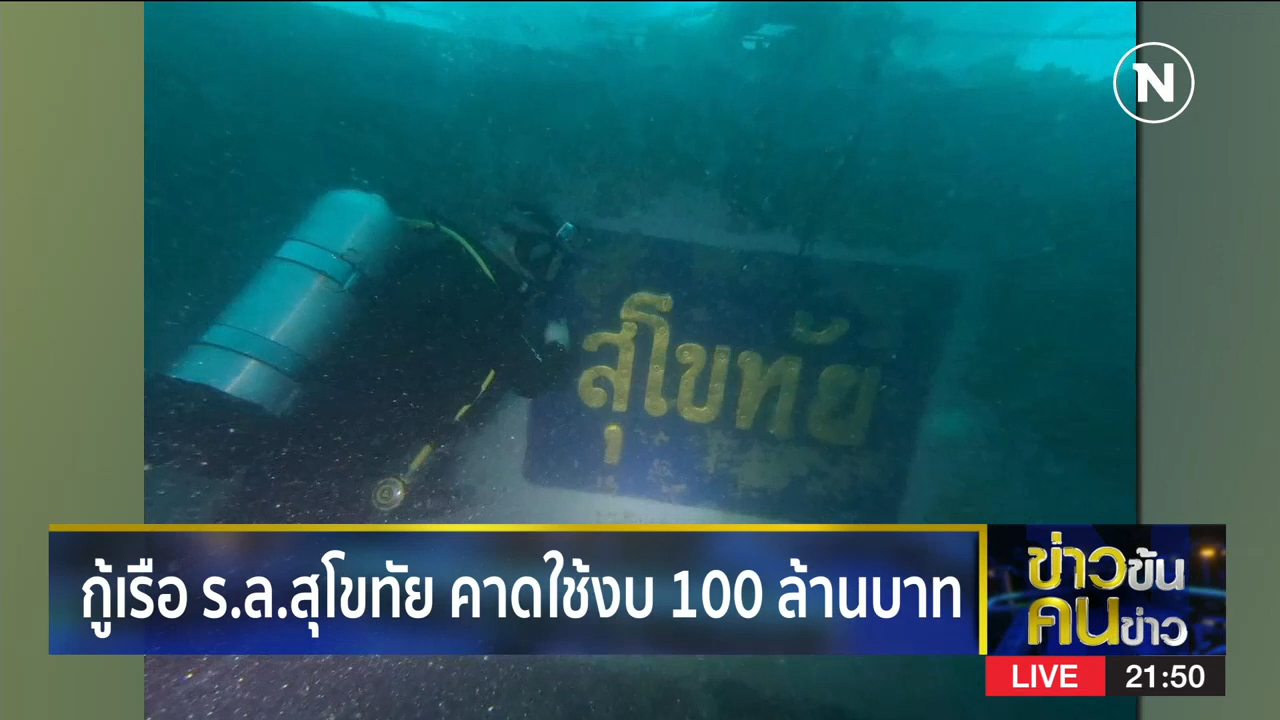 N
สุโขทัย
กู้เรือ ร.ล.สุโขทัย คาดใช้งบ 100 ล้านบาท
ข่าวข้น
คนข่าว
LIVE 21:50